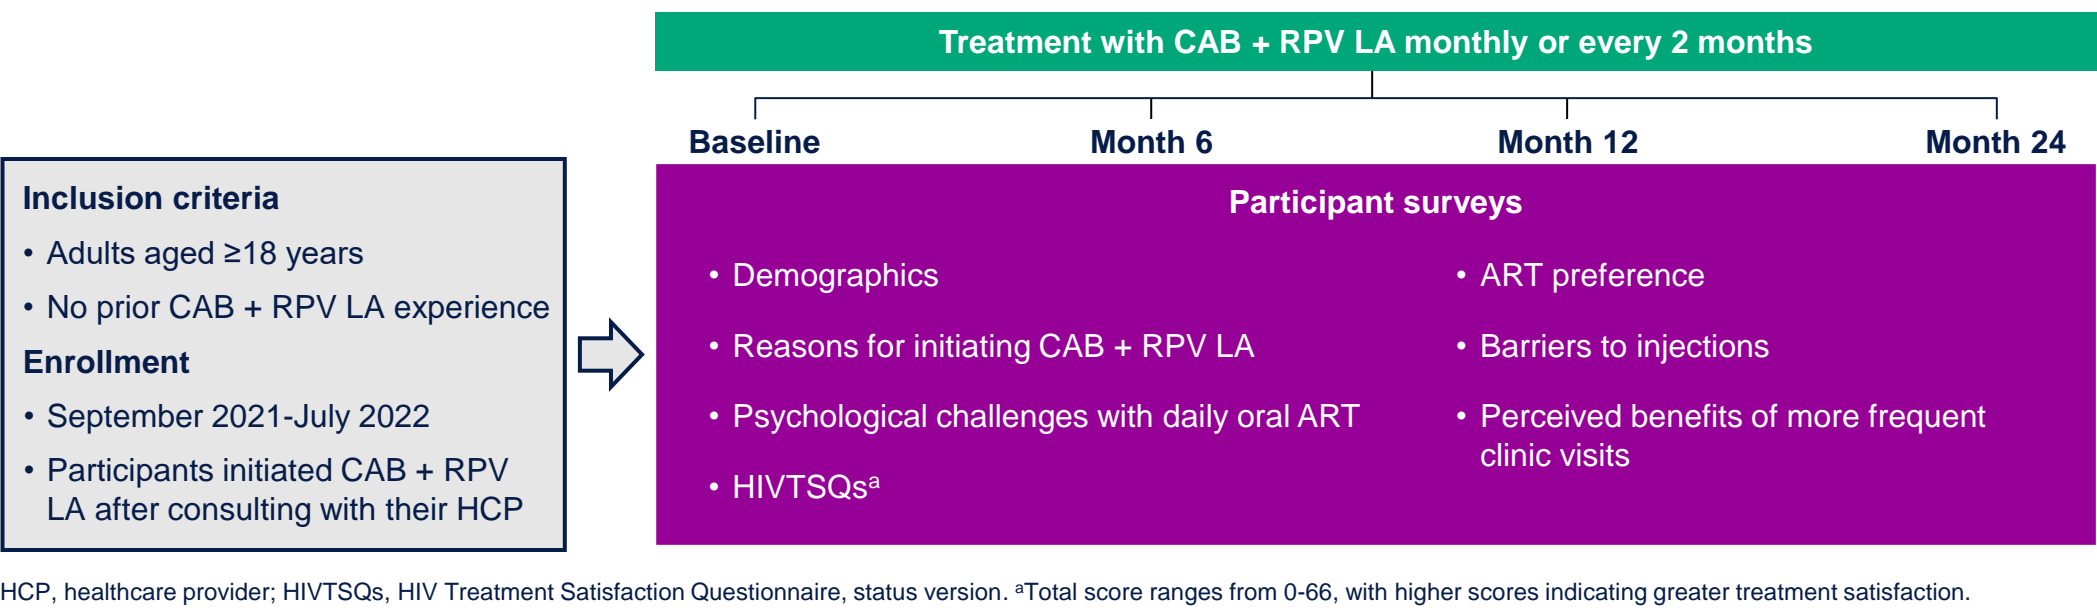 Treatment with CAB + RPV LA monthly or every 2 months
Baseline
Month 6
Month 12
Month 24
Inclusion criteria
• Adults aged ≥18 years
• No prior CAB + RPV LA experience
Enrollment
• September 2021-July 2022
• Participants initiated CAB + RPV
LA after consulting with their HCP
Participant surveys
• Demographics
• Reasons for initiating CAB + RPV LA
• Psychological challenges with daily oral ART
• HIVTSQsᵃ
• ART preference
• Barriers to injections
• Perceived benefits of more frequent
clinic visits
HCP, healthcare provider; HIVTSQs, HIV Treatment Satisfaction Questionnaire, status version. ᵃTotal score ranges from 0-66, with higher scores indicating greater treatment satisfaction.